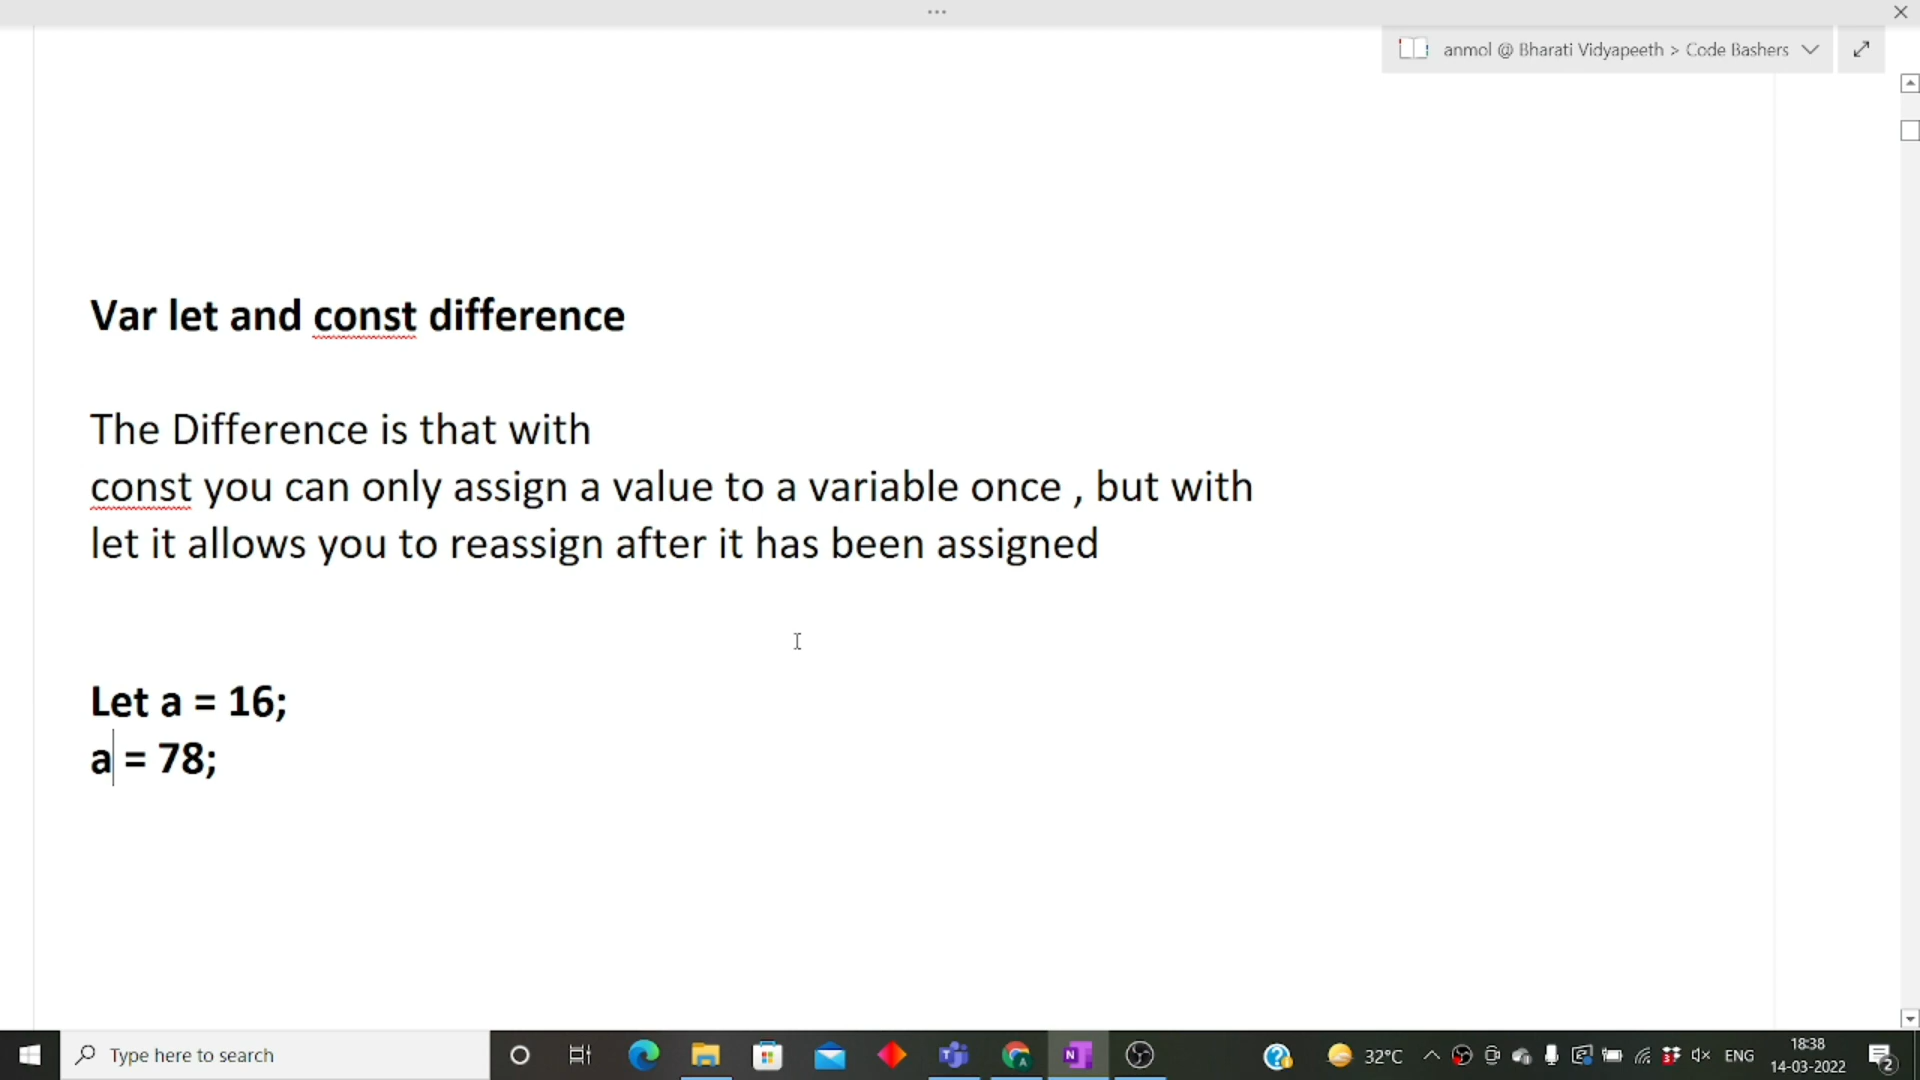 anmol @ Bharati Vidyapeeth > Code Bashers
Var let and const difference
The Difference is that with
const you can only assign a value to a variable once , but with
let it allows you to reassign after it has been assigned
Let a = 16;
a = 78;
Type here to search
32°C
ENG
18:38
14-03-2022
2